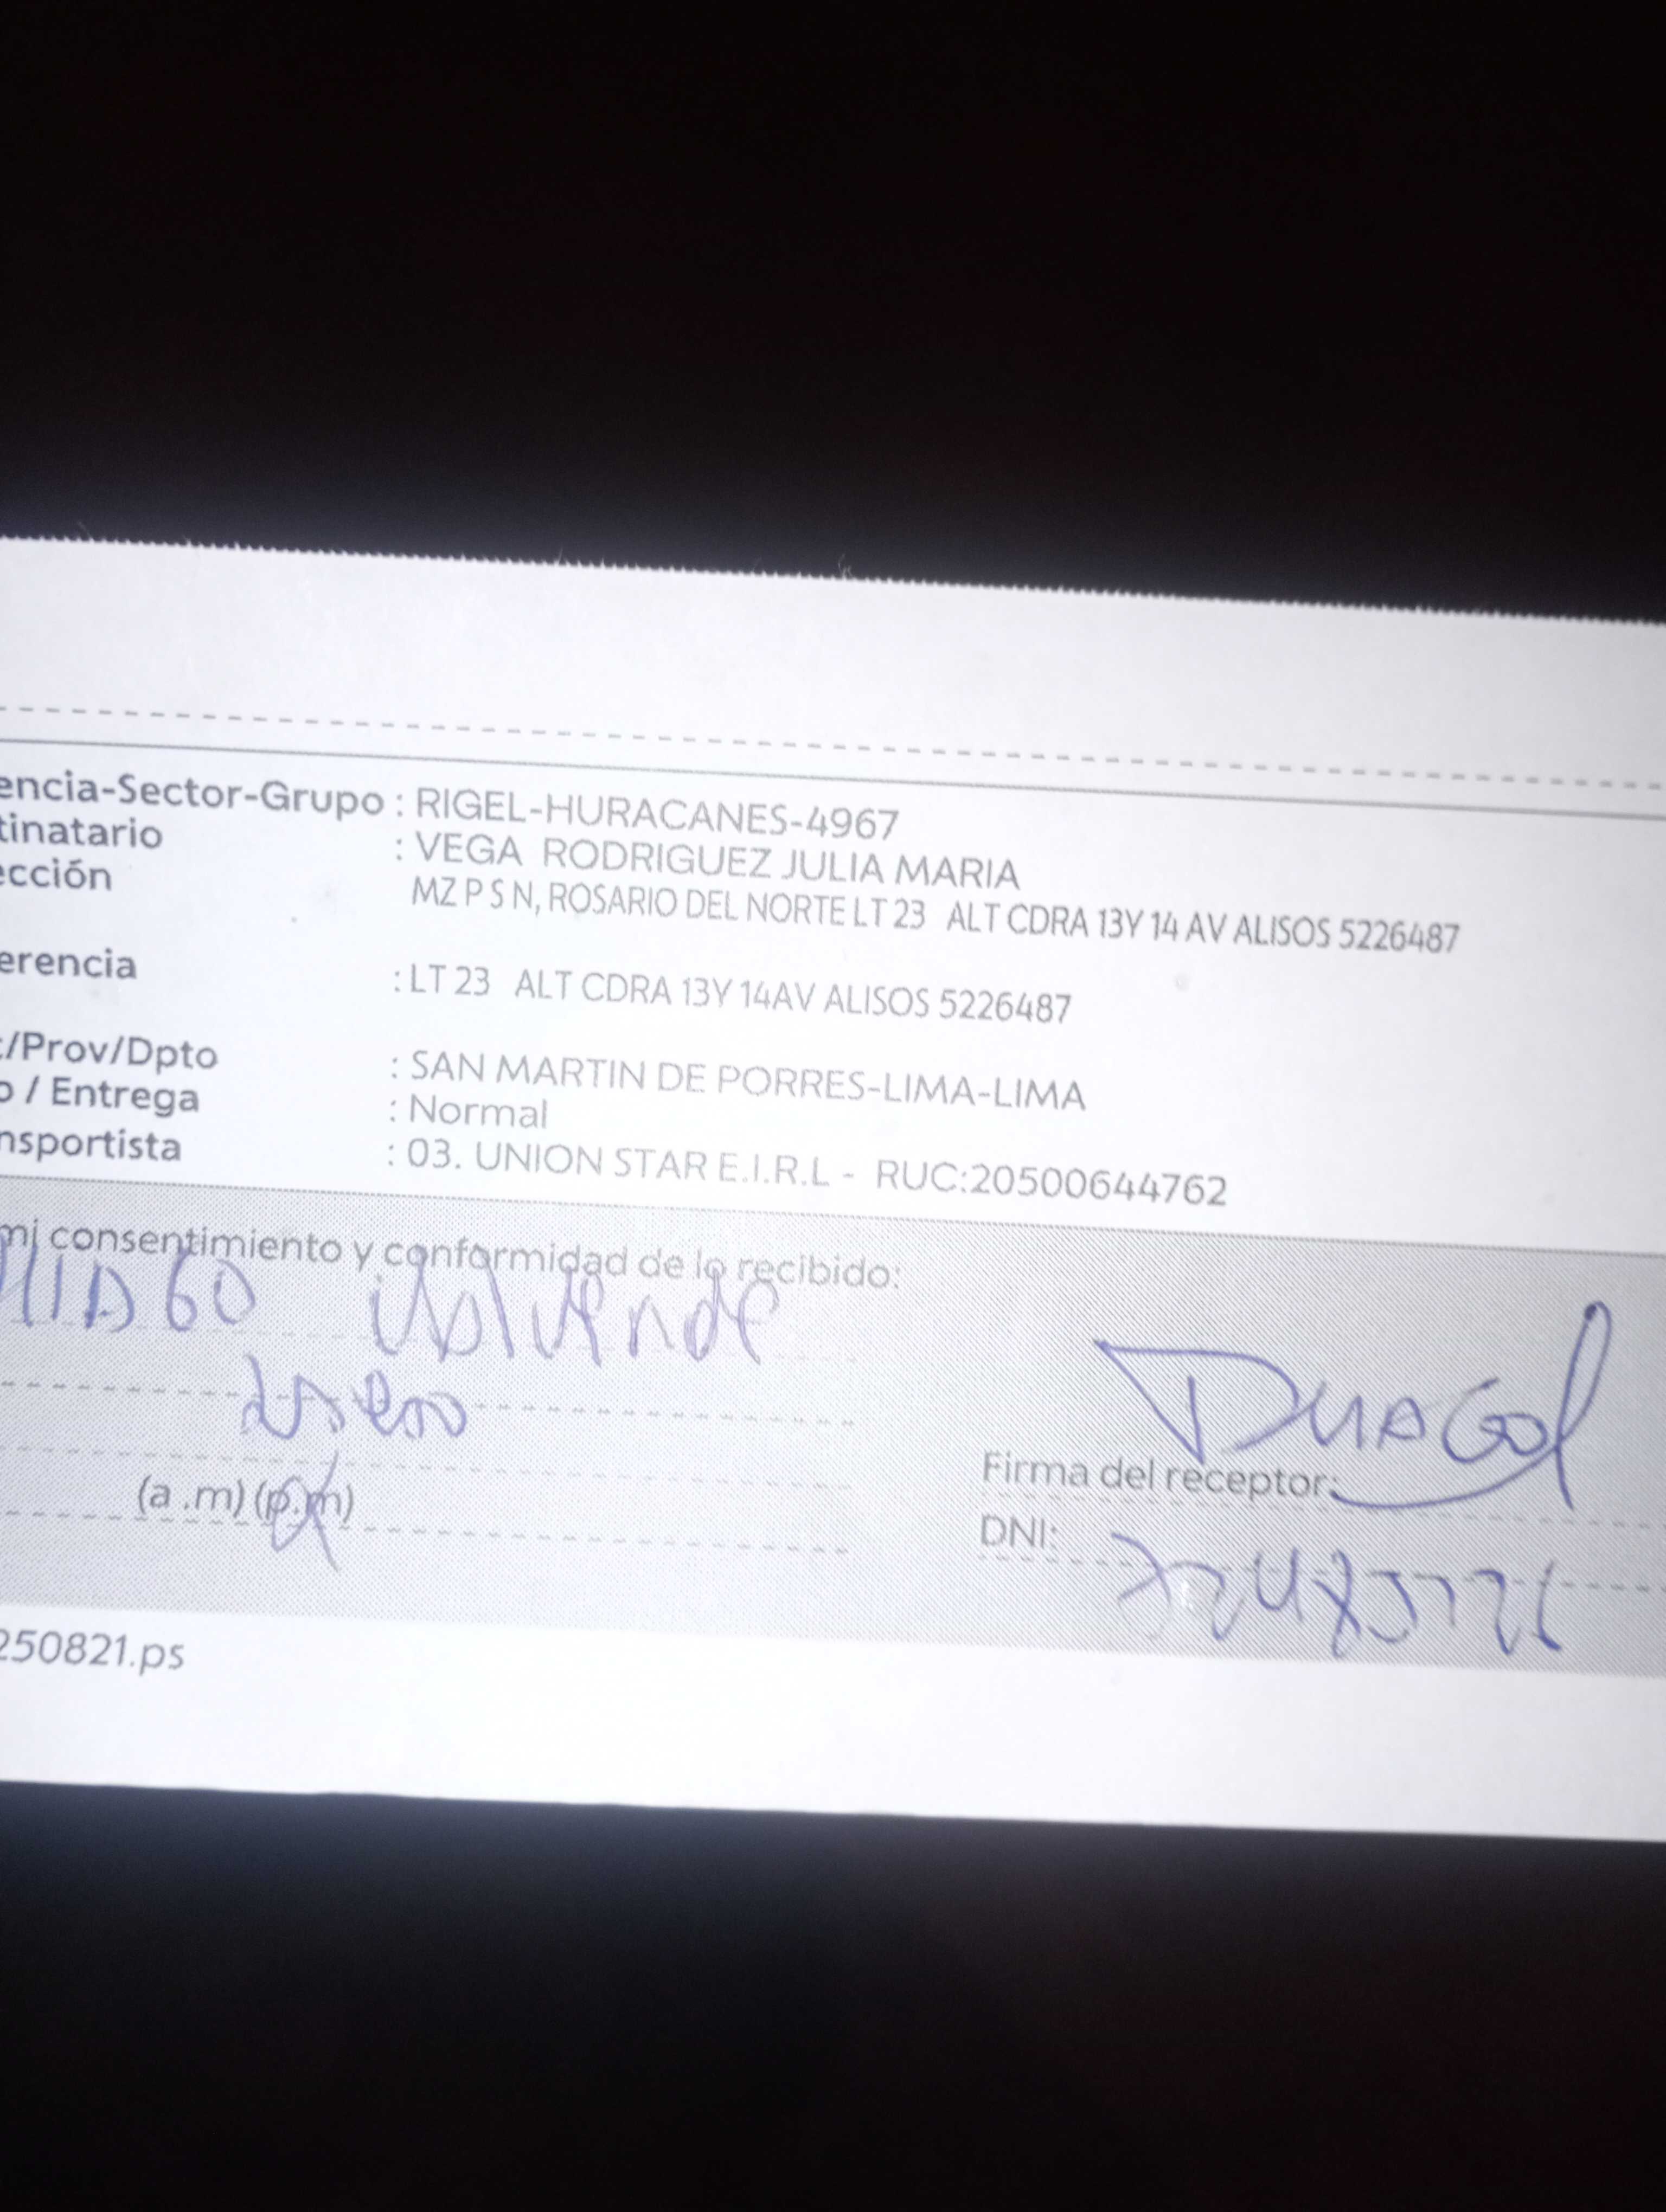 encia-Sector-Grupo : RIGEL-HURACANES-4967
tinatario : VEGA RODRIGUEZ JULIA MARIA
ección MZ P S N, ROSARIO DEL NORTE LT 23 ALT CDRA 13Y 14 AV ALISOS 5226487
erencia : LT 23 ALT CDRA 13Y 14AV ALISOS 5226487
/Prov/Dpto : SAN MARTIN DE PORRES-LIMA-LIMA
o / Entrega : Normal
nsportista : 03. UNION STAR E.I.R.L - RUC:20500644762
mi consentimiento y conformidad de lo recibido:
(a .m) (p.m)
Firma del receptor:
DNI:
250821.ps